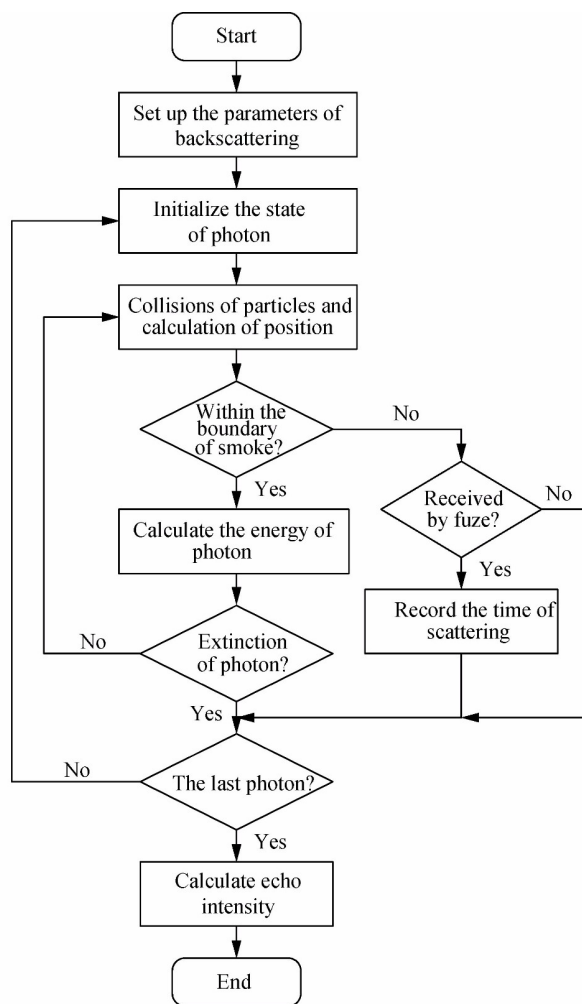 Start
Set up the parameters of
backscattering
Initialize the state
of photon
Collisions of particles and
calculation of position
Within the
boundary
of smoke?
No
Yes
Received
by fuze?
No
Yes
Calculate the energy of
photon
Record the time of
scattering
No
Extinction
of photon?
Yes
No
The last photon?
Yes
Calculate echo
intensity
End